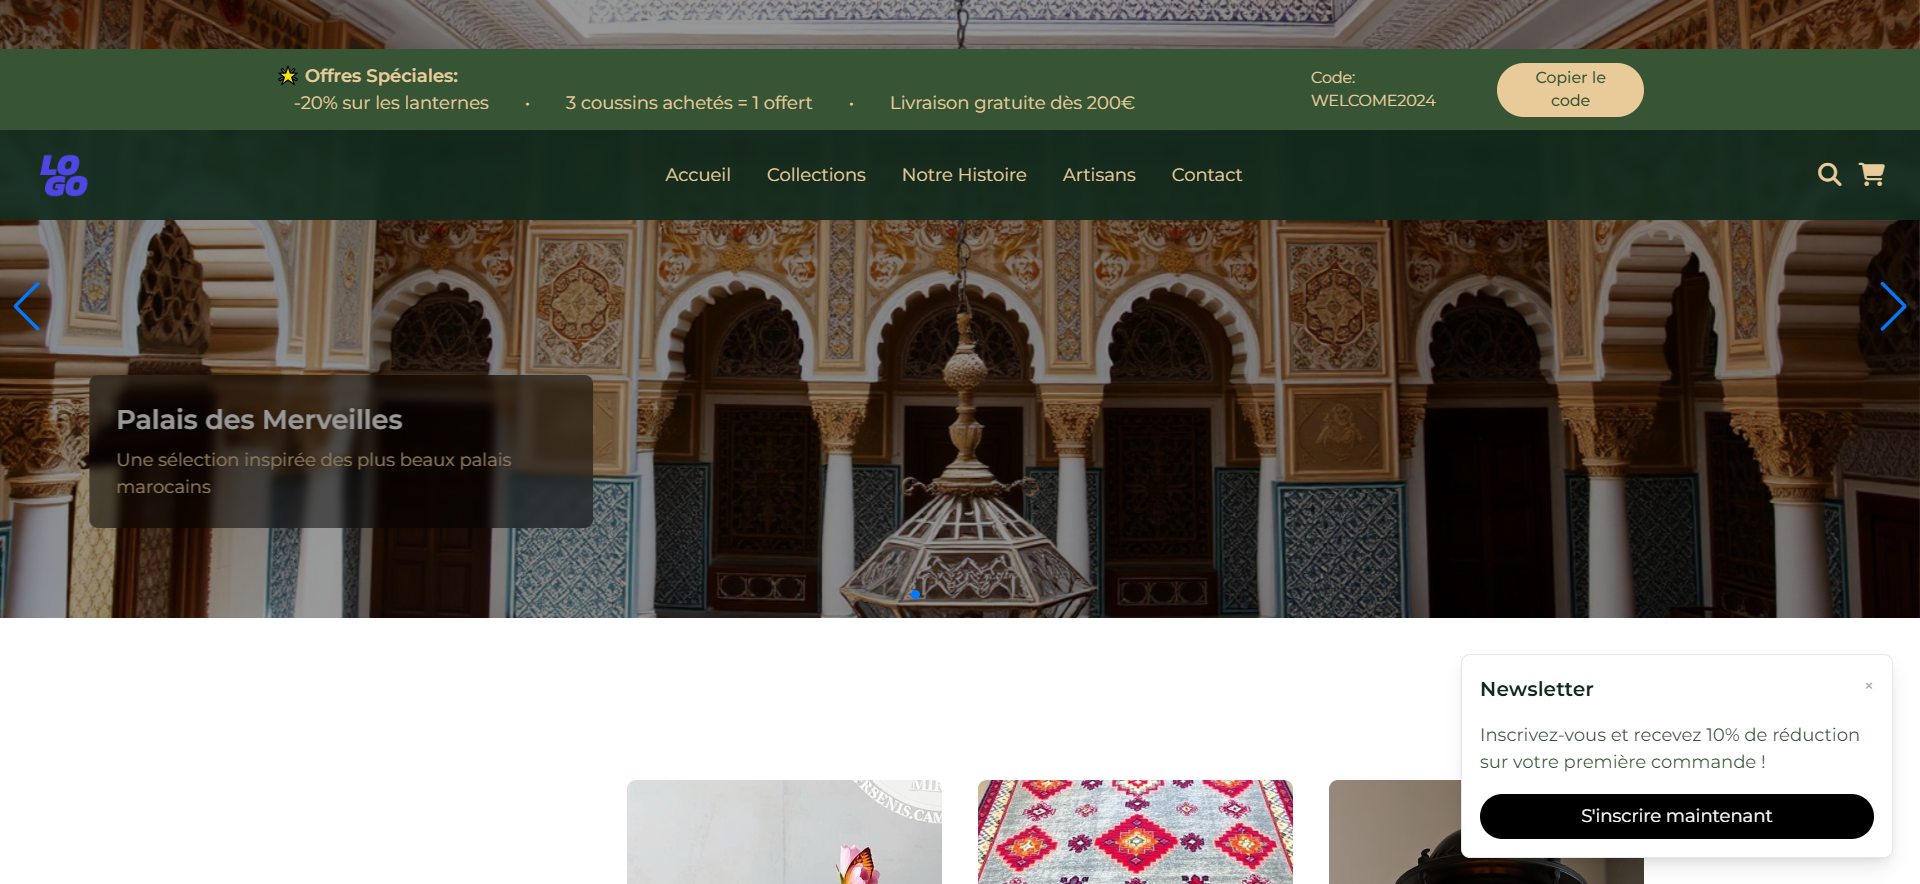 Offres Spéciales:
-20% sur les lanternes • 3 coussins achetés = 1 offert • Livraison gratuite dès 200€
Code:
WELCOME2024
Copier le
code
LO
GO
Accueil Collections Notre Histoire Artisans Contact
Palais des Merveilles
Une sélection inspirée des plus beaux palais
marocains
Newsletter
×
Inscrivez-vous et recevez 10% de réduction
sur votre première commande !
S'inscrire maintenant